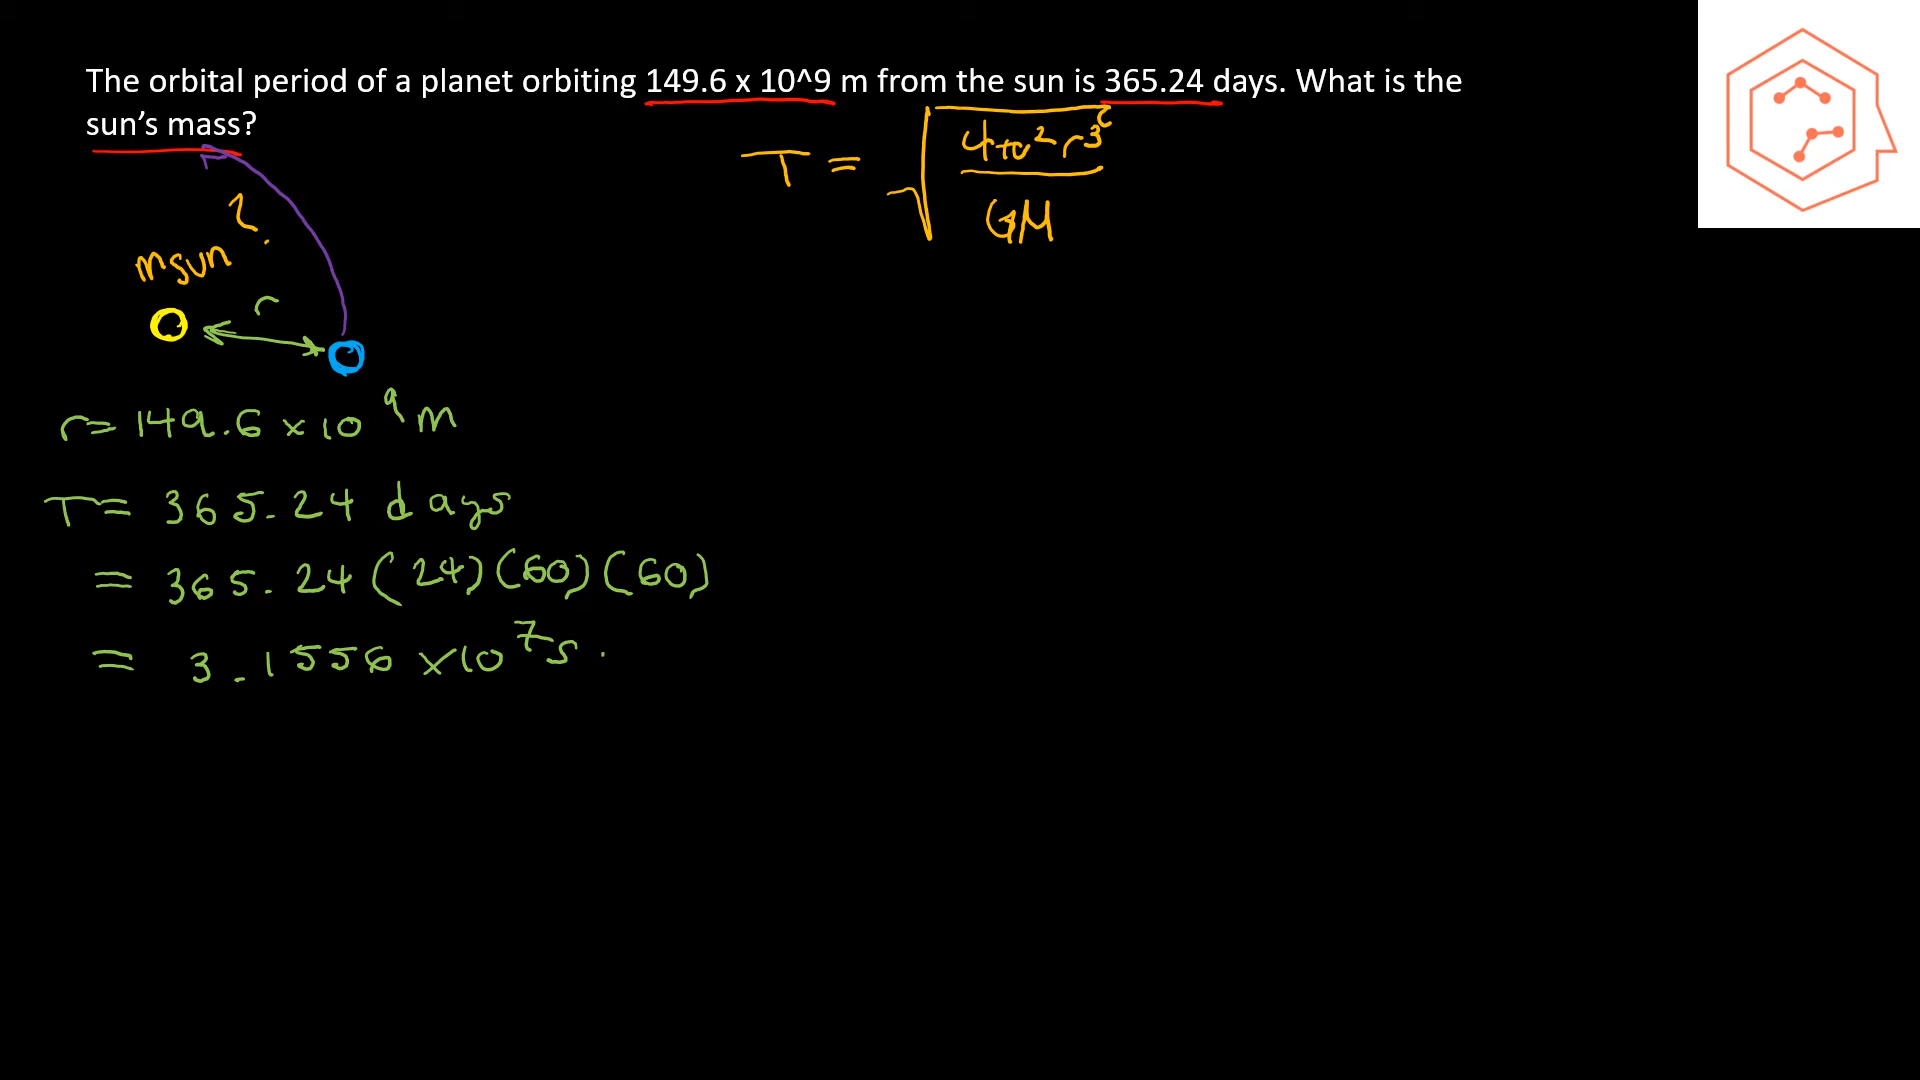 The orbital period of a planet orbiting 149.6 x 10^9 m from the sun is 365.24 days. What is the
sun’s mass?
T = √(4π²r³/GM)
msun ?
r
r = 149.6 × 10⁹ m
T = 365.24 days
= 365.24 (24) (60) (60)
= 3.1556 × 10⁷ s.